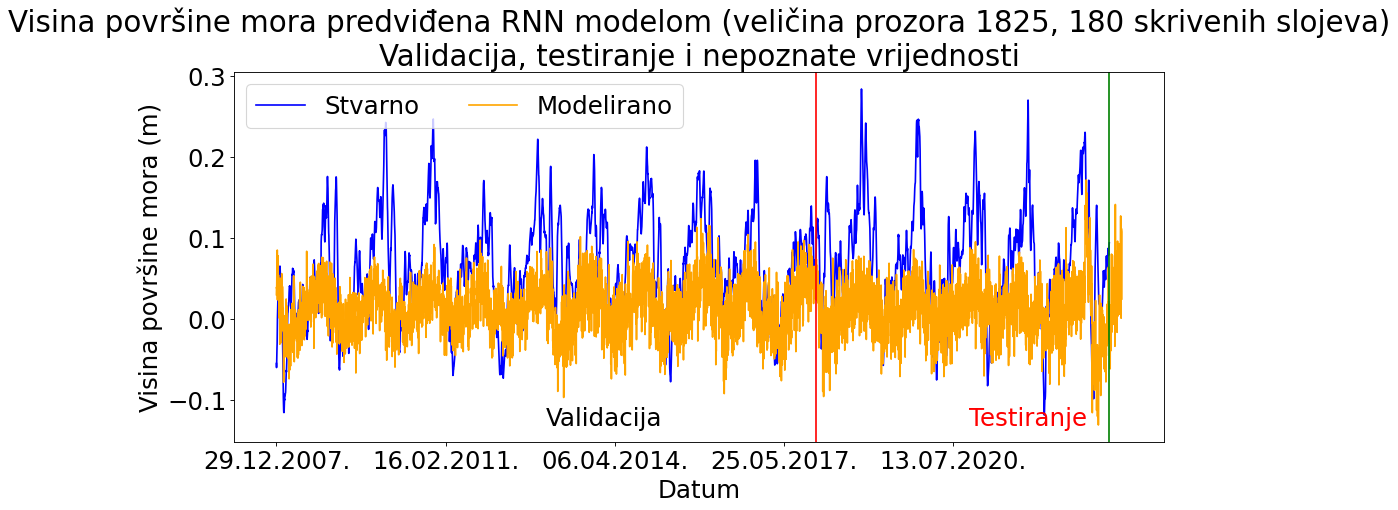 Visina površine mora predviđena RNN modelom (veličina prozora 1825, 180 skrivenih slojeva)
Validacija, testiranje i nepoznate vrijednosti
Visina površine mora (m)
0.3
0.2
0.1
0.0
−0.1
Stvarno
Modelirano
Validacija
Testiranje
29.12.2007.
16.02.2011.
06.04.2014.
25.05.2017.
13.07.2020.
Datum